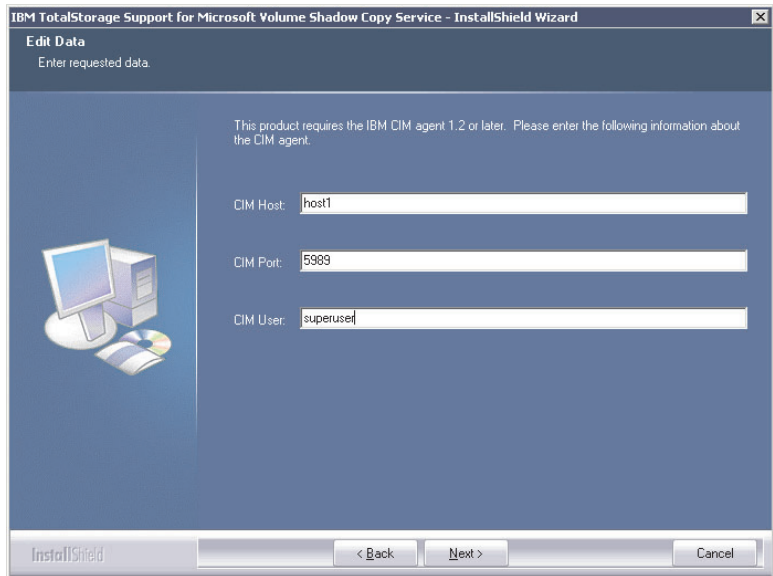 IBM TotalStorage Support for Microsoft Volume Shadow Copy Service - InstallShield Wizard
Edit Data
Enter requested data.
This product requires the IBM CIM agent 1.2 or later. Please enter the following information about
the CIM agent.
CIM Host: host1
CIM Port: 5989
CIM User: superuser
InstallShield
< Back Next > Cancel